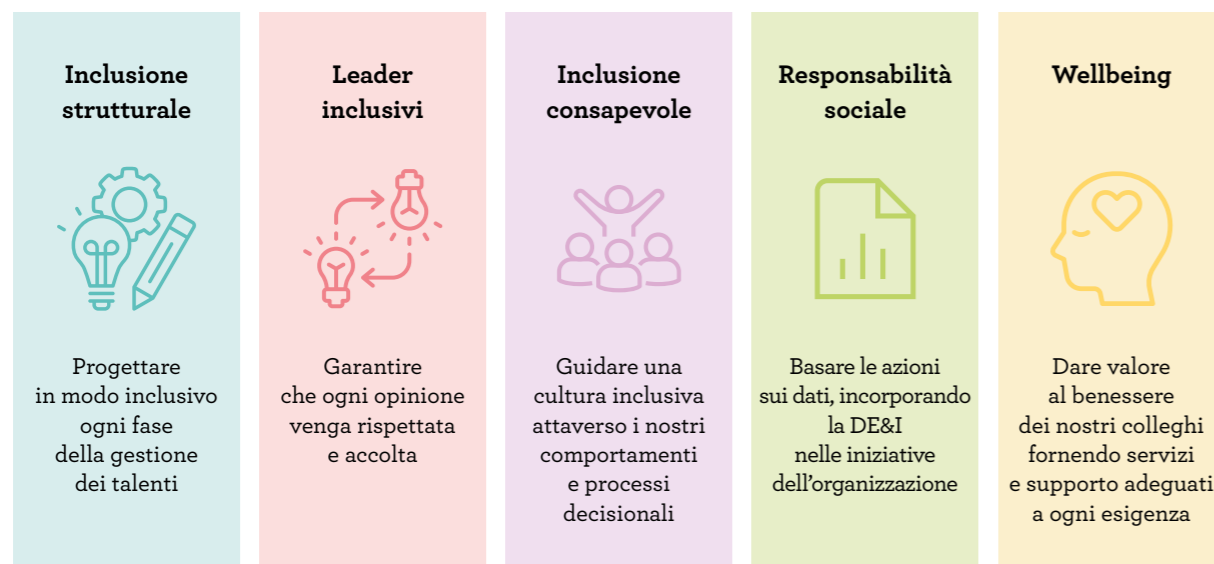 Inclusione
strutturale
Progettare
in modo inclusivo
ogni fase
della gestione
dei talenti
Leader
inclusivi
Garantire
che ogni opinione
venga rispettata
e accolta
Inclusione
consapevole
Guidare una
cultura inclusiva
attaverso i nostri
comportamenti
e processi
decisionali
Responsabilità
sociale
Basare le azioni
sui dati, incorporando
la DE&I
nelle iniziative
dell’organizzazione
Wellbeing
Dare valore
al benessere
dei nostri colleghi
fornendo servizi
e supporto adeguati
a ogni esigenza